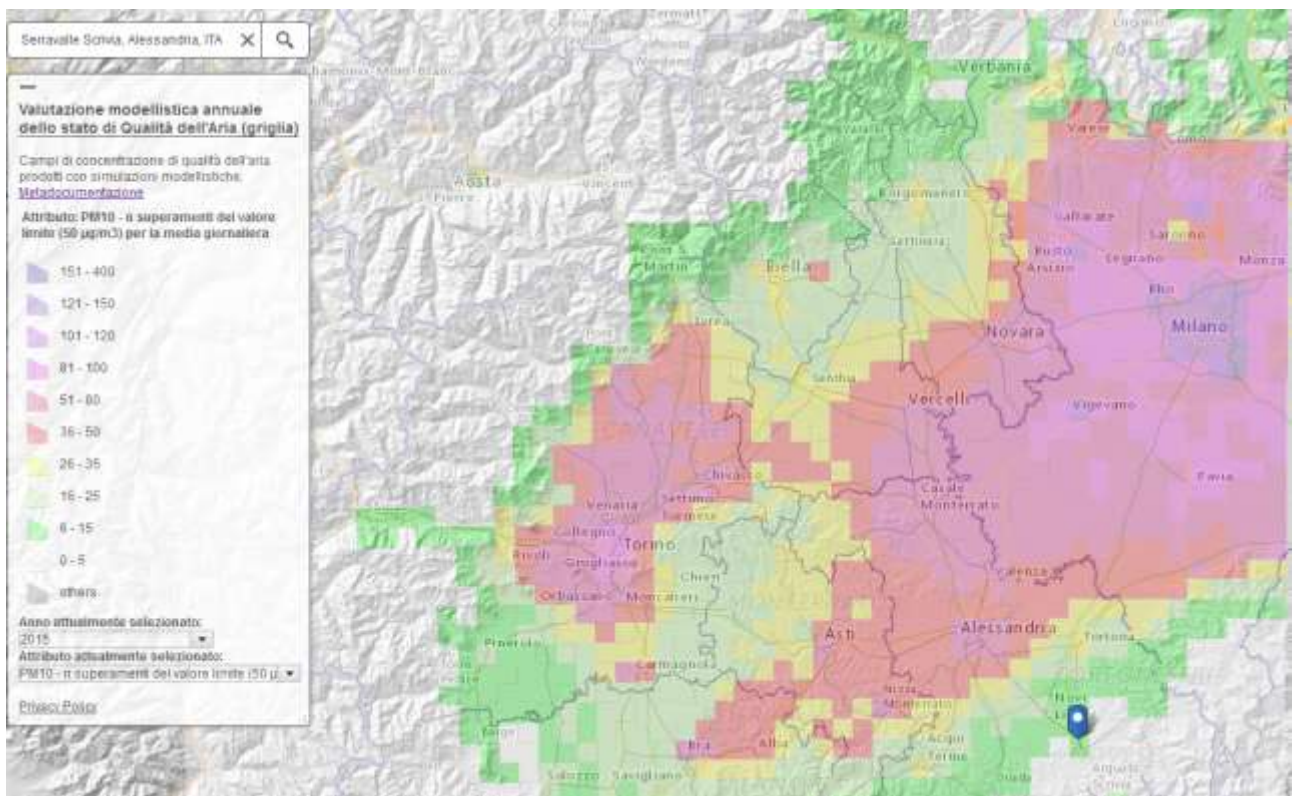 Serravalle Scrivia, Alessandria, ITA
Valutazione modellistica annuale
dello stato di Qualità dell'Aria (griglia)
Campi di concentrazione di qualità dell'aria
prodotti con simulazioni modellistiche.
Metadocumentazione
Attributo: PM10 - n superamenti del valore
limite (50 µg/m3) per la media giornaliera
151 - 400
121 - 150
101 - 120
81 - 100
51 - 80
36 - 50
26 - 35
16 - 25
6 - 15
0 - 5
others
Anno attualmente selezionato:
2015
Attributo attualmente selezionato:
PM10 - n superamenti del valore limite (50 µ
Privacy Policy
Verbania
Varese
Aosta
Borgomanero
Gallarate
Saronno
Busto
Arsizio
Seregno
Monza
Biella
Rho
Milano
Ivrea
Novara
Santhià
Vercelli
Vigevano
Pavia
Chivasso
Casale
Monferrato
Venaria
Settimo
Torinese
Collegno
Torino
Rivoli
Grugliasco
Chieri
Valenza
Orbassano
Moncalieri
Asti
Alessandria
Tortona
Pinerolo
Carmagnola
Nizza
Monferrato
Novi
Bra
Alba
Acqui
Terme
Saluzzo
Savigliano
Ovada
Arquata
Scrivia